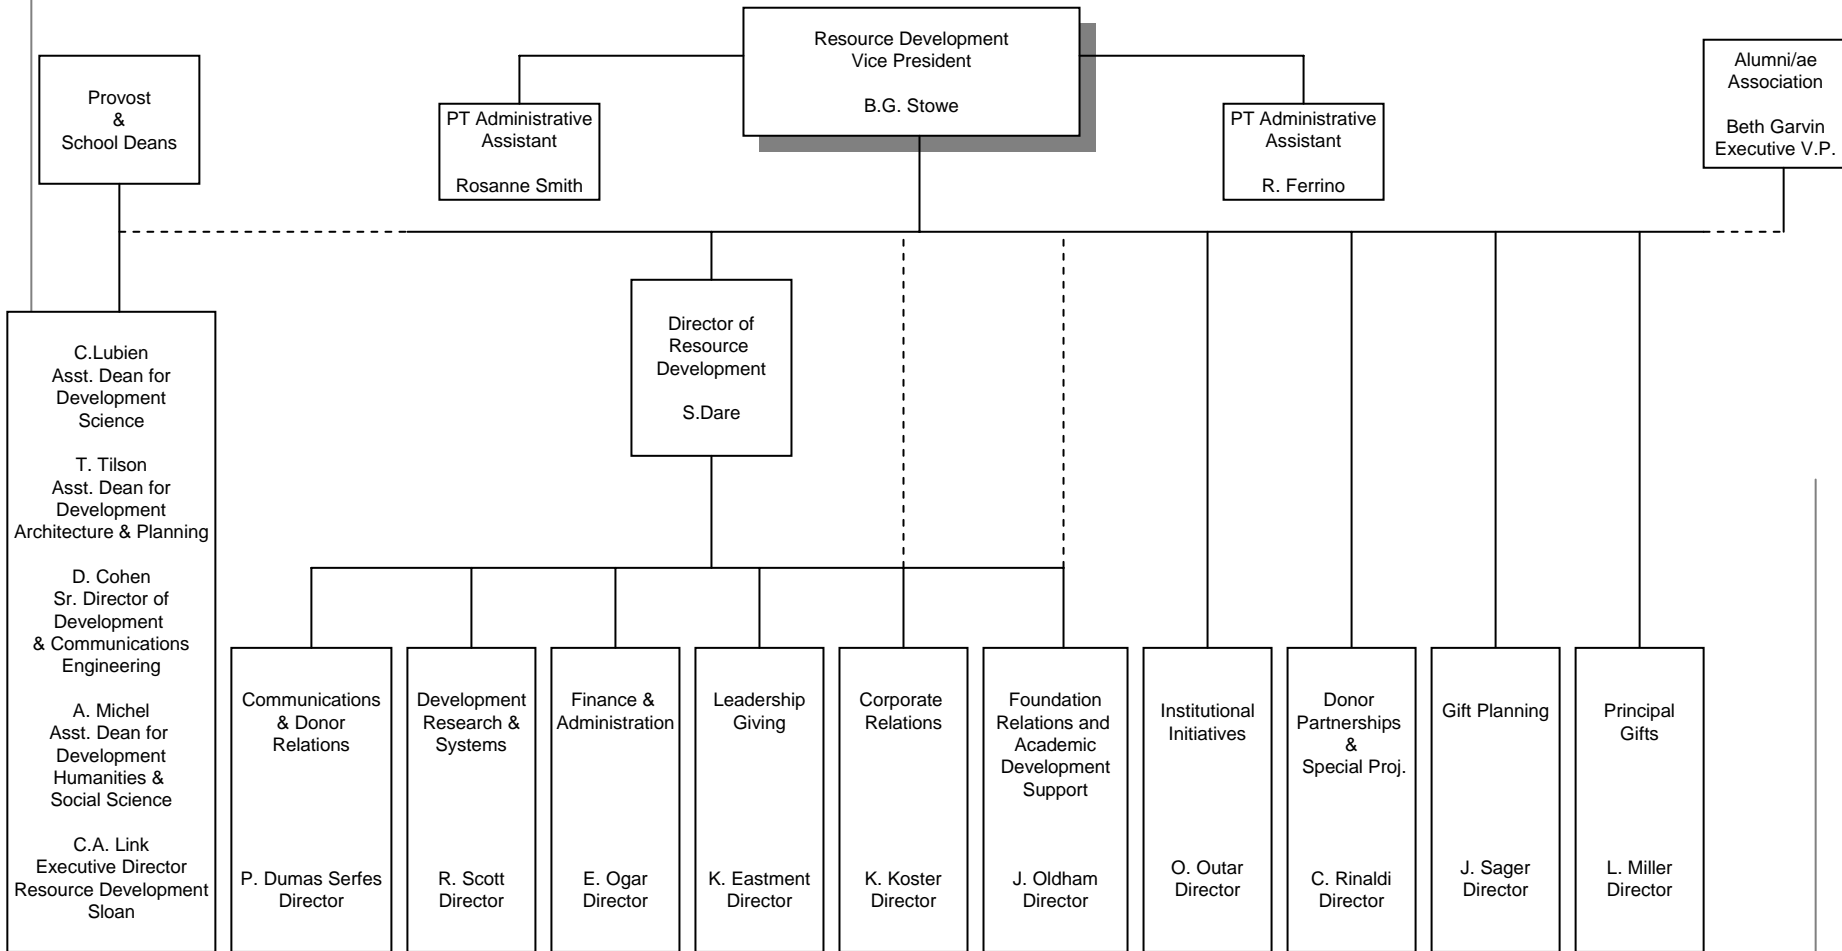 Resource Development
Vice President
B.G. Stowe
Provost
&
School Deans
PT Administrative
Assistant
Rosanne Smith
PT Administrative
Assistant
R. Ferrino
Alumni/ae
Association
Beth Garvin
Executive V.P.
Director of
Resource
Development
S.Dare
C.Lubien
Asst. Dean for
Development
Science
T. Tilson
Asst. Dean for
Development
Architecture & Planning
D. Cohen
Sr. Director of
Development
& Communications
Engineering
A. Michel
Asst. Dean for
Development
Humanities &
Social Science
C.A. Link
Executive Director
Resource Development
Sloan
Communications
& Donor
Relations
P. Dumas Serfes
Director
Development
Research &
Systems
R. Scott
Director
Finance &
Administration
E. Ogar
Director
Leadership
Giving
K. Eastment
Director
Corporate
Relations
K. Koster
Director
Foundation
Relations and
Academic
Development
Support
J. Oldham
Director
Institutional
Initiatives
O. Outar
Director
Donor
Partnerships
&
Special Proj.
C. Rinaldi
Director
Gift Planning
J. Sager
Director
Principal
Gifts
L. Miller
Director